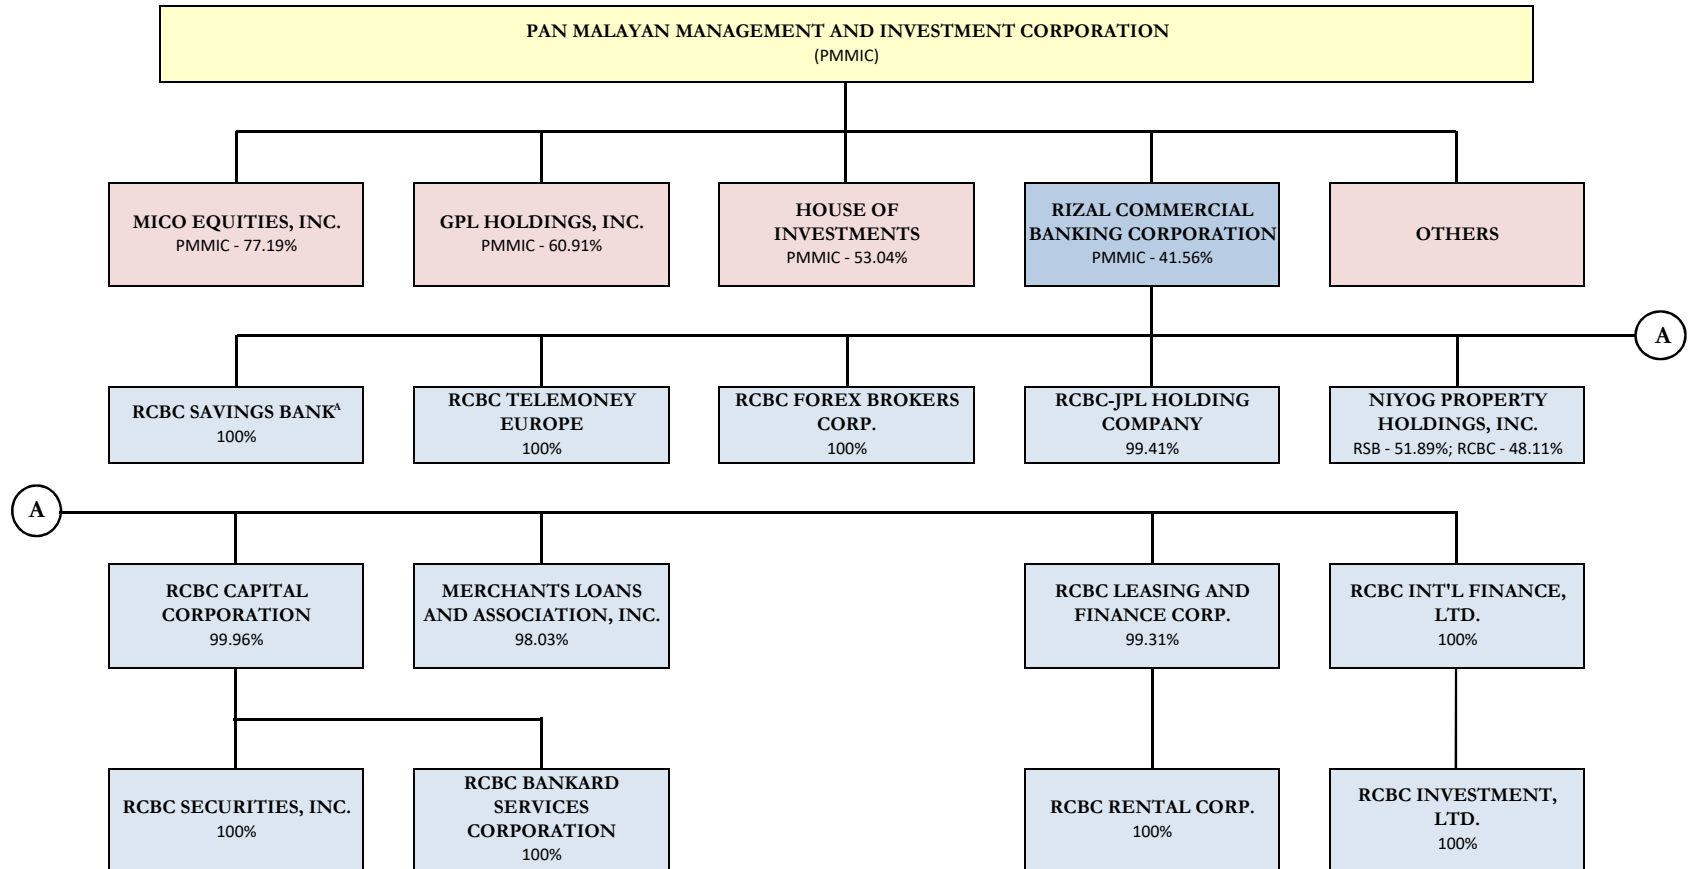 PAN MALAYAN MANAGEMENT AND INVESTMENT CORPORATION
(PMMIC)
MICO EQUITIES, INC.
PMMIC - 77.19%
GPL HOLDINGS, INC.
PMMIC - 60.91%
HOUSE OF
INVESTMENTS
PMMIC - 53.04%
RIZAL COMMERCIAL
BANKING CORPORATION
PMMIC - 41.56%
OTHERS
A
RCBC SAVINGS BANKᴬ
100%
RCBC TELEMONEY
EUROPE
100%
RCBC FOREX BROKERS
CORP.
100%
RCBC-JPL HOLDING
COMPANY
99.41%
NIYOG PROPERTY
HOLDINGS, INC.
RSB - 51.89%; RCBC - 48.11%
A
RCBC CAPITAL
CORPORATION
99.96%
MERCHANTS LOANS
AND ASSOCIATION, INC.
98.03%
RCBC LEASING AND
FINANCE CORP.
99.31%
RCBC INT'L FINANCE,
LTD.
100%
RCBC SECURITIES, INC.
100%
RCBC BANKARD
SERVICES
CORPORATION
100%
RCBC RENTAL CORP.
100%
RCBC INVESTMENT,
LTD.
100%